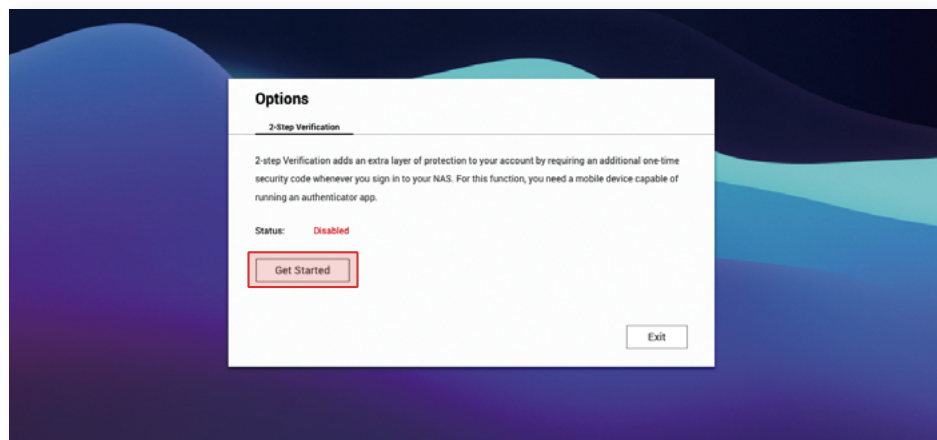 Options
2-Step Verification
2-step Verification adds an extra layer of protection to your account by requiring an additional one-time
security code whenever you sign in to your NAS. For this function, you need a mobile device capable of
running an authenticator app.
Status: Disabled
Get Started
Exit